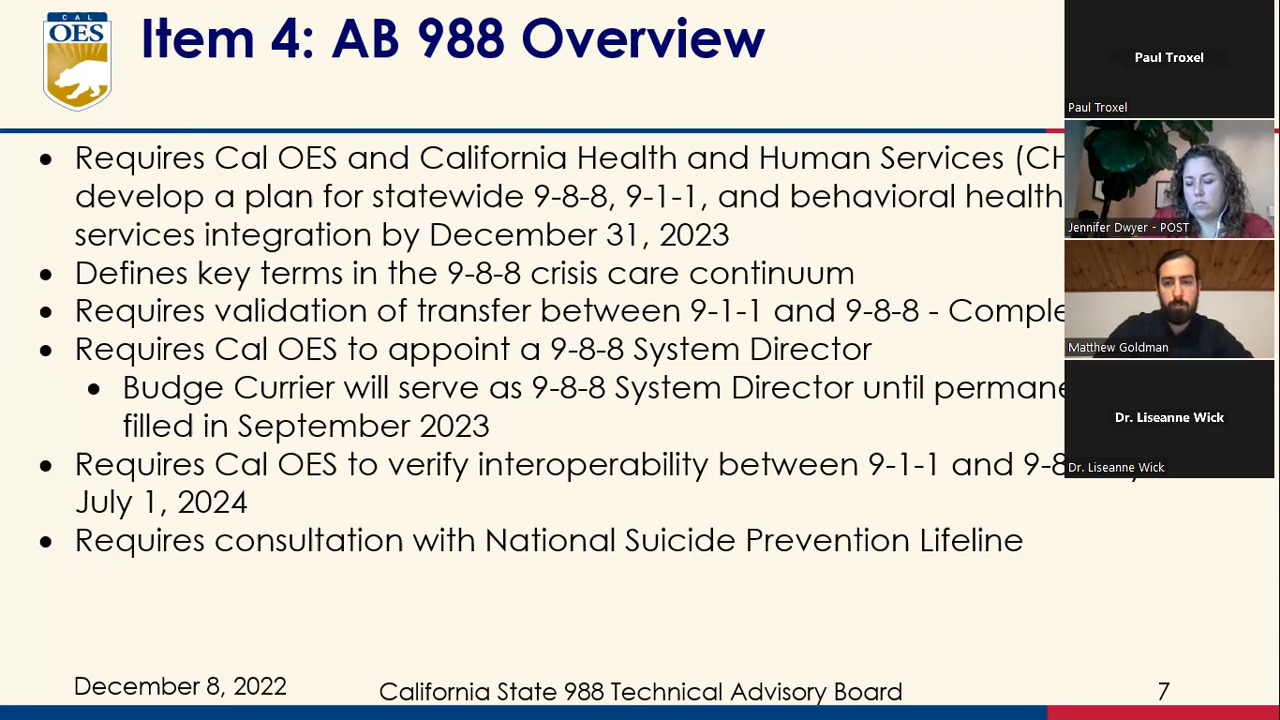 CAL
OES
Item 4: AB 988 Overview
Requires Cal OES and California Health and Human Services
develop a plan for statewide 9-8-8, 9-1-1, and behavioral health
services integration by December 31, 2023
Defines key terms in the 9-8-8 crisis care continuum
Requires validation of transfer between 9-1-1 and 9-8-8 -
Requires Cal OES to appoint a 9-8-8 System Director
Budge Currier will serve as 9-8-8 System Director until
filled in September 2023
Requires Cal OES to verify interoperability between 9-1-1 and
July 1, 2024
Requires consultation with National Suicide Prevention Lifeline
December 8, 2022
California State 988 Technical Advisory Board
7
Paul Troxel
Paul Troxel
Jennifer Dwyer - POST
Matthew Goldman
Dr. Liseanne Wick
Dr. Liseanne Wick